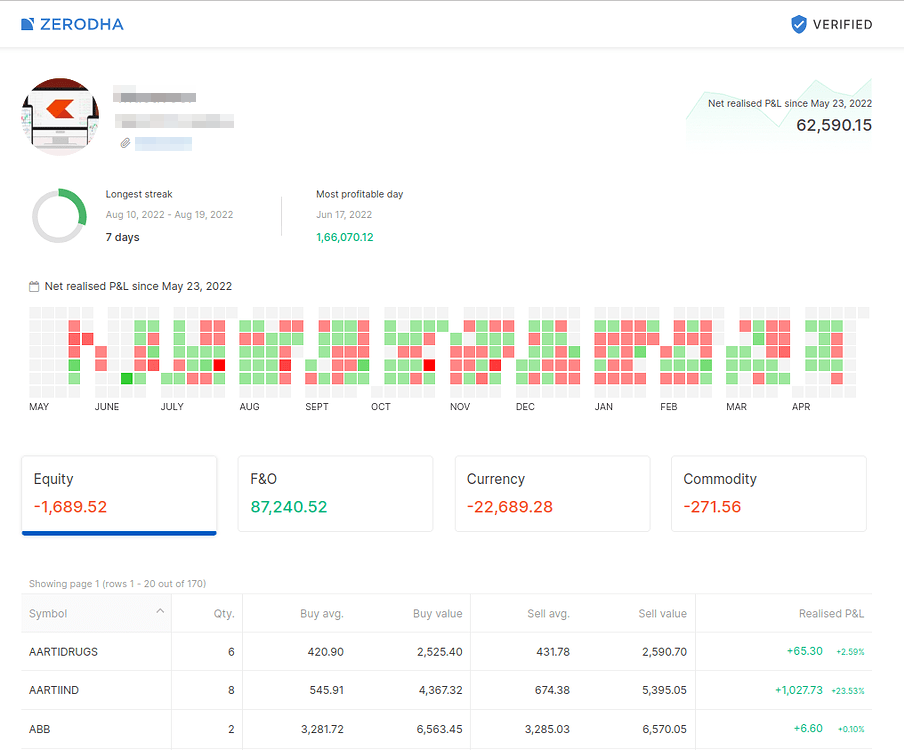 ZERODHA
VERIFIED
Net realised P&L since May 23, 2022
62,590.15
Longest streak
Aug 10, 2022 - Aug 19, 2022
7 days
Most profitable day
Jun 17, 2022
1,66,070.12
Net realised P&L since May 23, 2022
MAY JUNE JULY AUG SEPT OCT NOV DEC JAN FEB MAR APR
Equity F&O Currency Commodity
-1,689.52 87,240.52 -22,689.28 -271.56
Showing page 1 (rows 1 - 20 out of 170)
Symbol Qty. Buy avg. Buy value Sell avg. Sell value Realised P&L
AARTIDRUGS 6 420.90 2,525.40 431.78 2,590.70 +65.30 +2.59%
AARTIIND 8 545.91 4,367.32 674.38 5,395.05 +1,027.73 +23.53%
ABB 2 3,281.72 6,563.45 3,285.03 6,570.05 +6.60 +0.10%